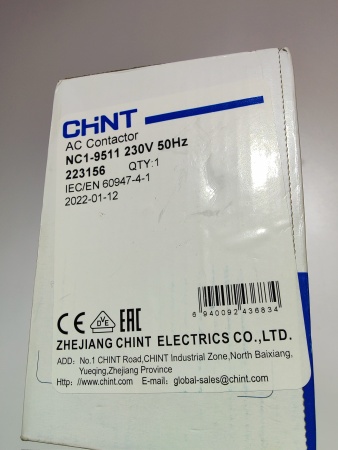 CHNT
AC Contactor
NC1-9511 230V 50Hz
223156 QTY:1
IEC/EN 60947-4-1
2022-01-12
6 940092 436834
CE VDE EAC
ZHEJIANG CHINT ELECTRICS CO.,LTD.
ADD: No.1 CHINT Road,CHINT Industrial Zone,North Baixiang,
Yueqing,Zhejiang Province
Http://www.chint.com E-mail: global-sales@chint.com